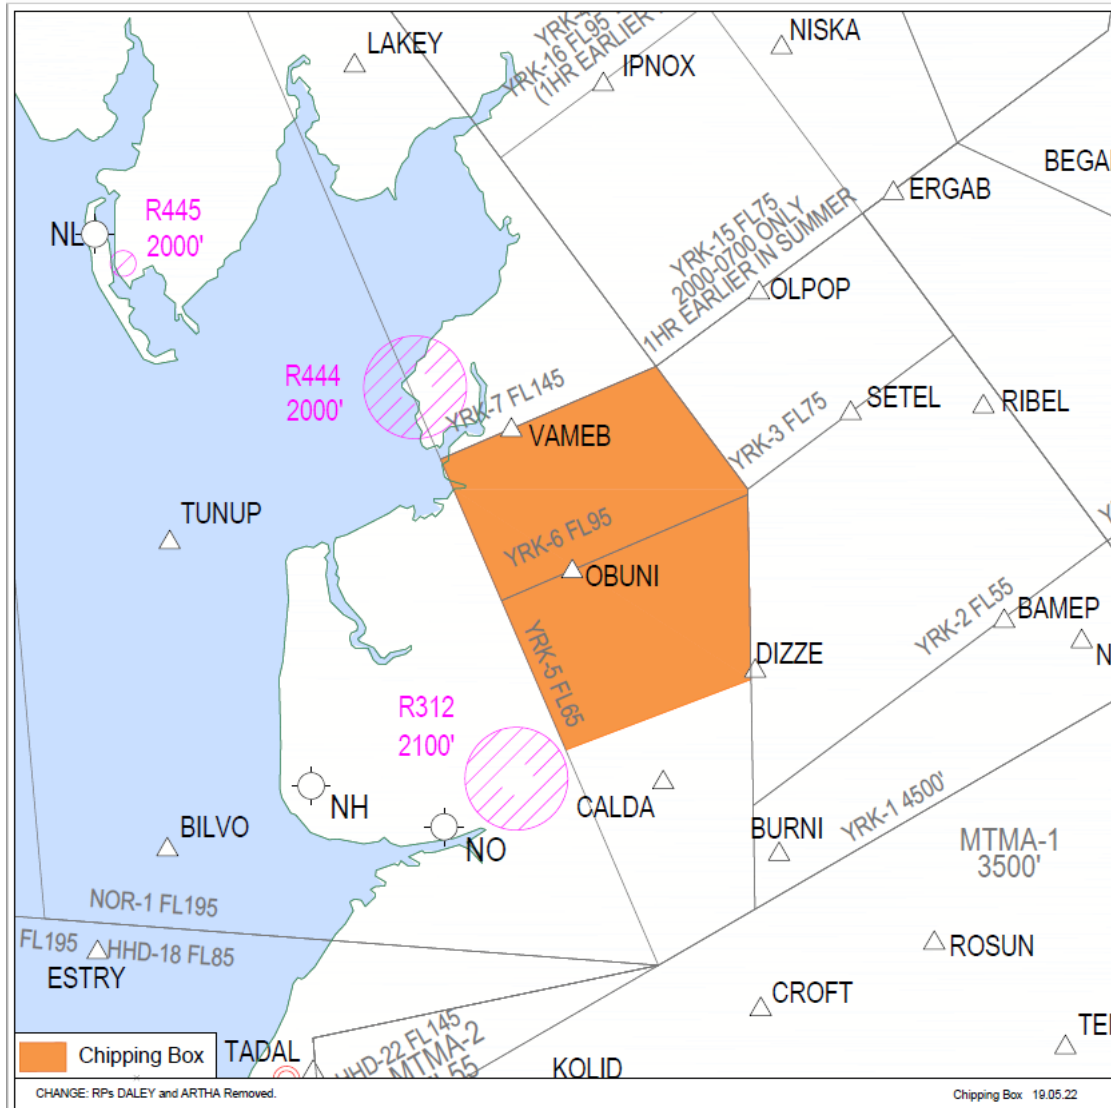 LAKEY
YRK-16 FL95
(1HR EARLIER
IPNOX
NISKA
BEGA
ERGAB
R445
2000'
NL
YRK-15 FL75
2000-0700 ONLY
1HR EARLIER IN SUMMER
OLPOP
R444
2000'
YRK-7 FL145
VAMEB
SETEL
RIBEL
YRK-3 FL75
TUNUP
YRK-6 FL95
OBUNI
YRK-5 FL65
DIZZE
YRK-2 FL55
BAMEP
N
R312
2100'
NH
CALDA
BILVO
NO
BURNI
YRK-1 4500'
MTMA-1
3500'
NOR-1 FL195
FL195
HHD-18 FL85
ESTRY
ROSUN
CROFT
HHD-22 FL145
MTMA-2
55
TADAL
KOLID
TE
Chipping Box
CHANGE: RPs DALEY and ARTHA Removed.
Chipping Box 19.05.22